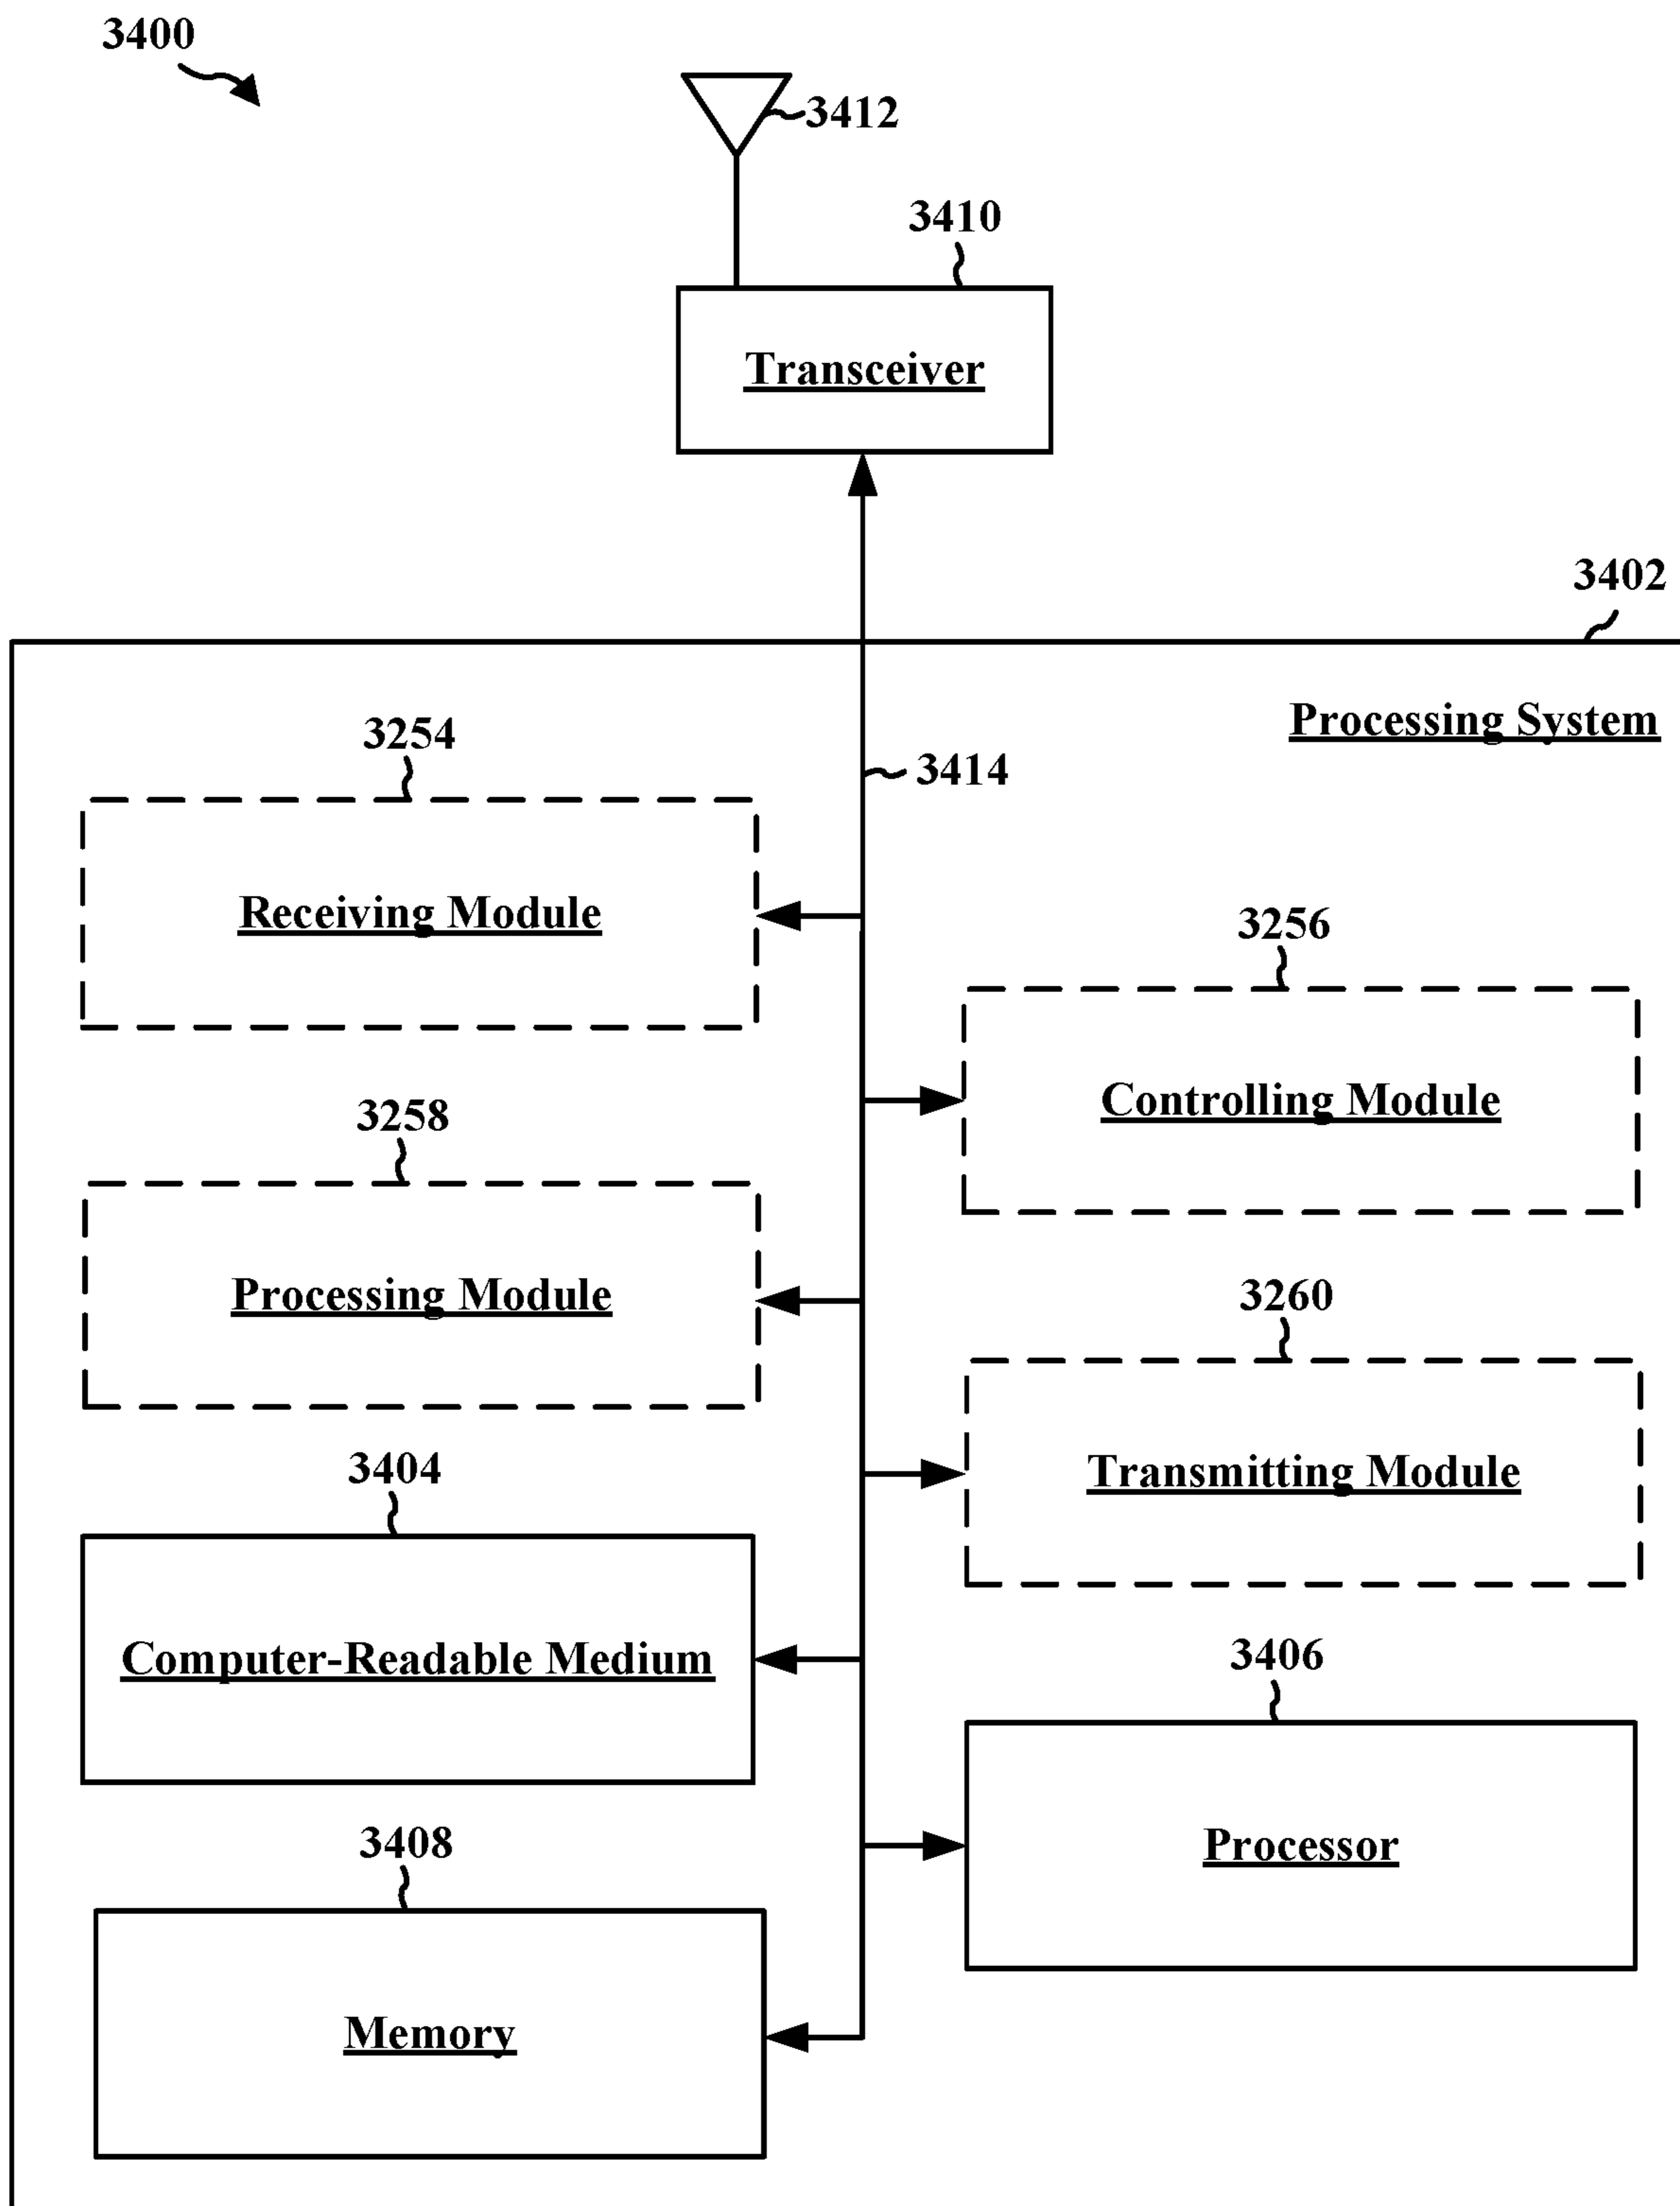 3400
3412
3410
Transceiver
3402
Processing System
3254
3414
Receiving Module
3256
Controlling Module
3258
Processing Module
3260
Transmitting Module
3404
Computer-Readable Medium
3406
Processor
3408
Memory